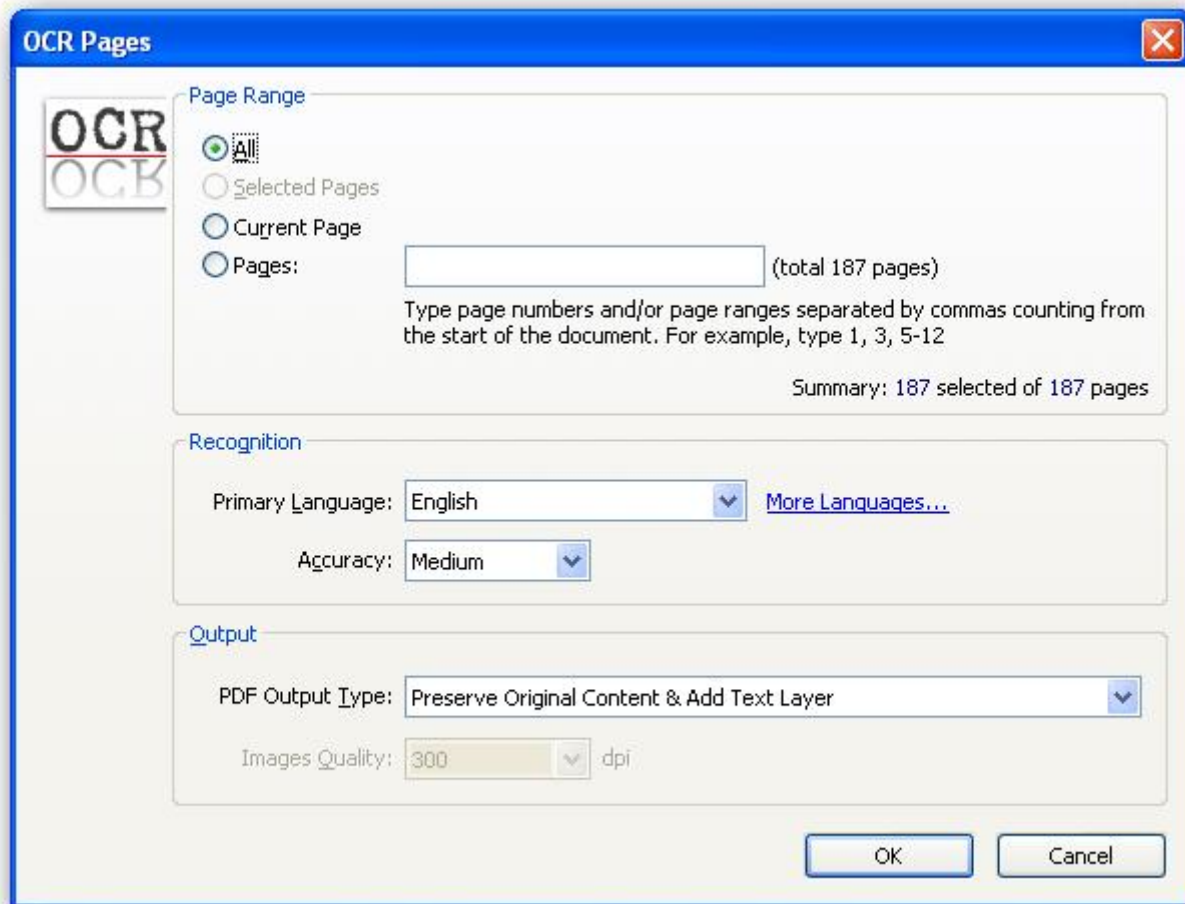 OCR Pages
OCR
OCR
Page Range
All
Selected Pages
Current Page
Pages: (total 187 pages)
Type page numbers and/or page ranges separated by commas counting from
the start of the document. For example, type 1, 3, 5-12
Summary: 187 selected of 187 pages
Recognition
Primary Language: English More Languages...
Accuracy: Medium
Output
PDF Output Type: Preserve Original Content & Add Text Layer
Images Quality: 300 dpi
OK Cancel